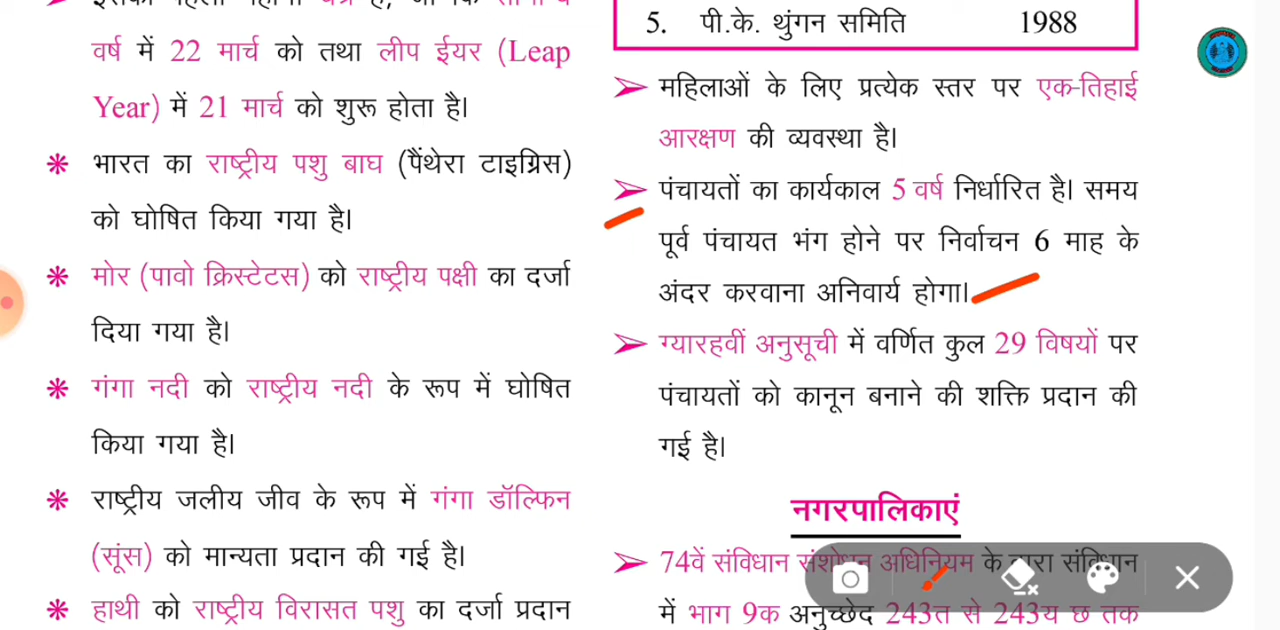 वर्ष में 22 मार्च को तथा लीप ईयर (Leap
Year) में 21 मार्च को शुरू होता है।
भारत का राष्ट्रीय पशु बाघ (पैंथेरा टाइग्रिस)
को घोषित किया गया है।
मोर (पावो क्रिस्टेटस) को राष्ट्रीय पक्षी का दर्जा
दिया गया है।
गंगा नदी को राष्ट्रीय नदी के रूप में घोषित
किया गया है।
राष्ट्रीय जलीय जीव के रूप में गंगा डॉल्फिन
(सूंस) को मान्यता प्रदान की गई है।
हाथी को राष्ट्रीय विरासत पशु का दर्जा प्रदान
5. पी.के. थुंगन समिति 1988
महिलाओं के लिए प्रत्येक स्तर पर एक-तिहाई
आरक्षण की व्यवस्था है।
पंचायतों का कार्यकाल 5 वर्ष निर्धारित है। समय
पूर्व पंचायत भंग होने पर निर्वाचन 6 माह के
अंदर करवाना अनिवार्य होगा।
ग्यारहवीं अनुसूची में वर्णित कुल 29 विषयों पर
पंचायतों को कानून बनाने की शक्ति प्रदान की
गई है।
नगरपालिकाएं
74वें संविधान संशोधन अधिनियम के द्वारा संविधान
में भाग 9क अनुच्छेद 243त से 243य छ तक